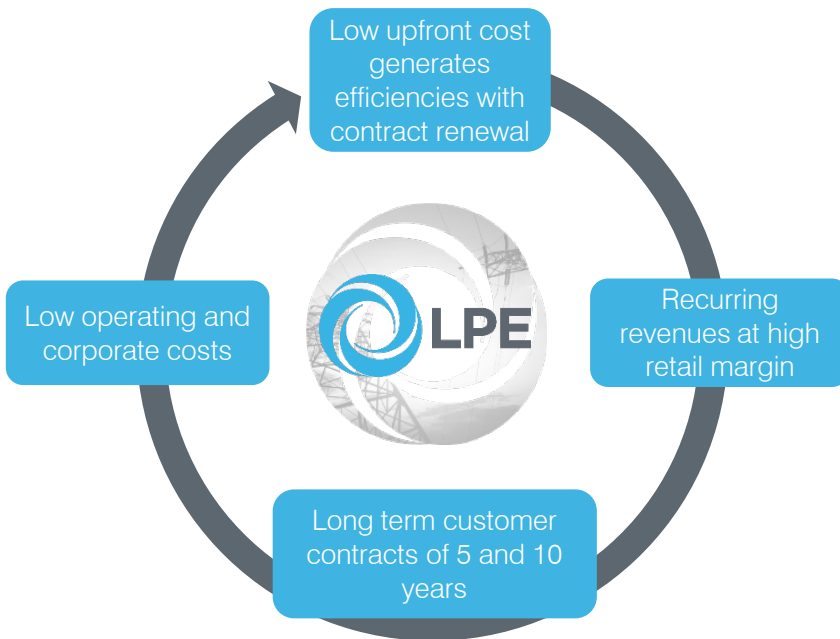 Low upfront cost
generates
efficiencies with
contract renewal
Recurring
revenues at high
retail margin
Long term customer
contracts of 5 and 10
years
Low operating and
corporate costs
LPE